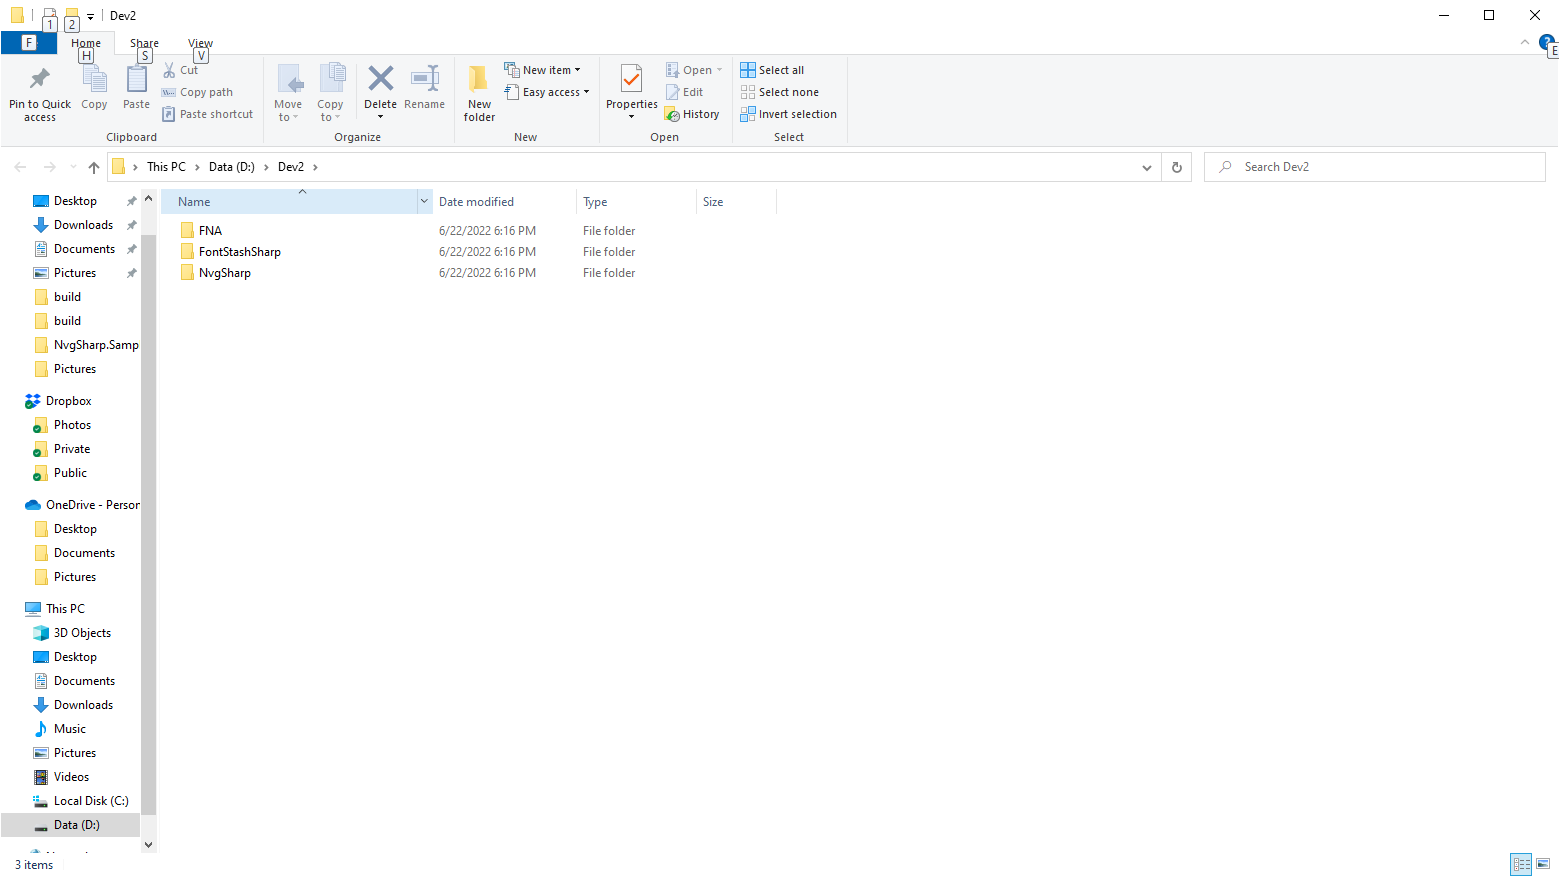 1 2 Dev2
F Home Share View
H S V E
Pin to Quick access
Copy
Paste
Cut
Copy path
Paste shortcut
Clipboard
Move to
Copy to
Delete
Rename
Organize
New folder
New item
Easy access
New
Properties
Open
Edit
History
Open
Select all
Select none
Invert selection
Select
This PC > Data (D:) > Dev2 >
Search Dev2
Name Date modified Type Size
FNA 6/22/2022 6:16 PM File folder
FontStashSharp 6/22/2022 6:16 PM File folder
NvgSharp 6/22/2022 6:16 PM File folder
Desktop
Downloads
Documents
Pictures
build
build
NvgSharp.Samp
Pictures
Dropbox
Photos
Private
Public
OneDrive - Person
Desktop
Documents
Pictures
This PC
3D Objects
Desktop
Documents
Downloads
Music
Pictures
Videos
Local Disk (C:)
Data (D:)
3 items